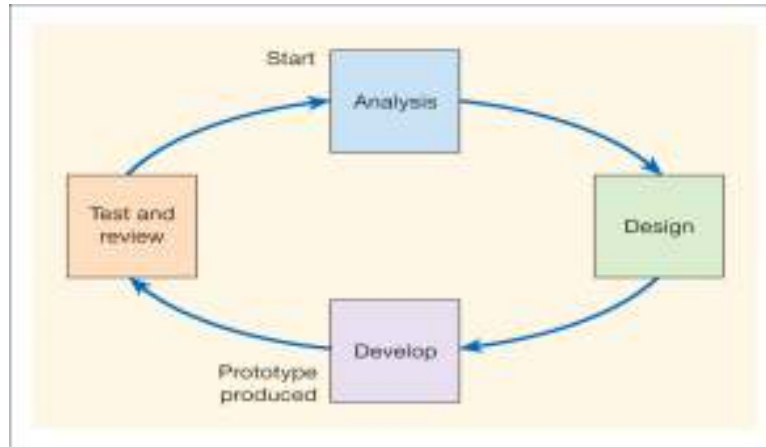 Start
Analysis
Design
Develop
Prototype
produced
Test and
review